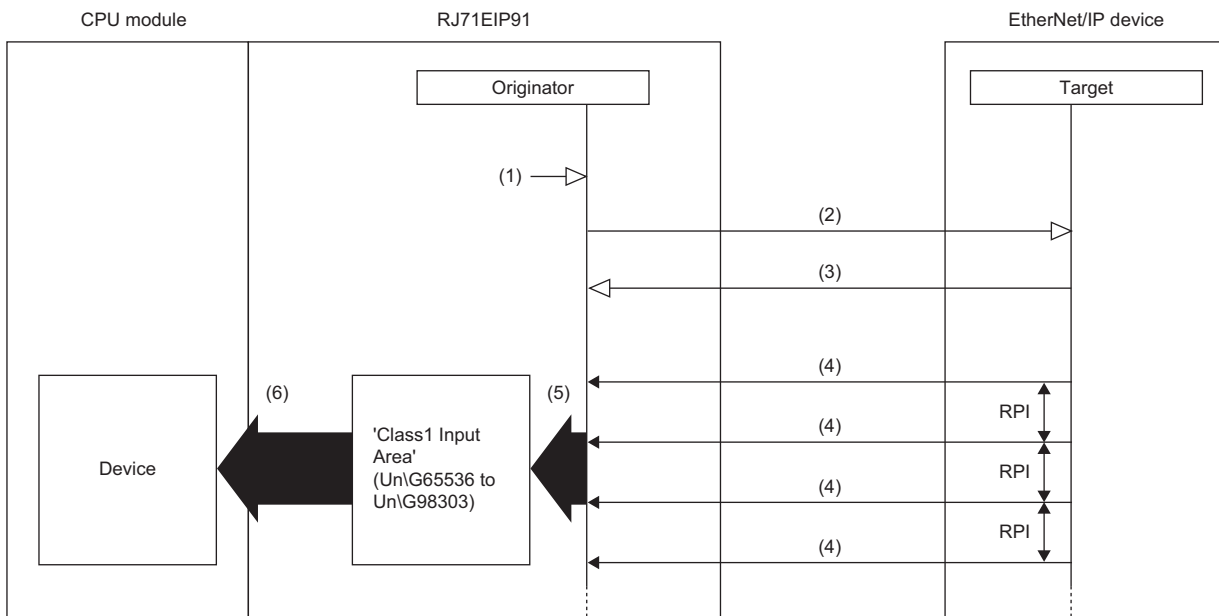 CPU module
RJ71EIP91
EtherNet/IP device
Originator
Target
(1)
(2)
(3)
(4)
(6)
(5)
RPI
(4)
'Class1 Input
Area'
(Un\G65536 to
Un\G98303)
Device
RPI
(4)
RPI
(4)